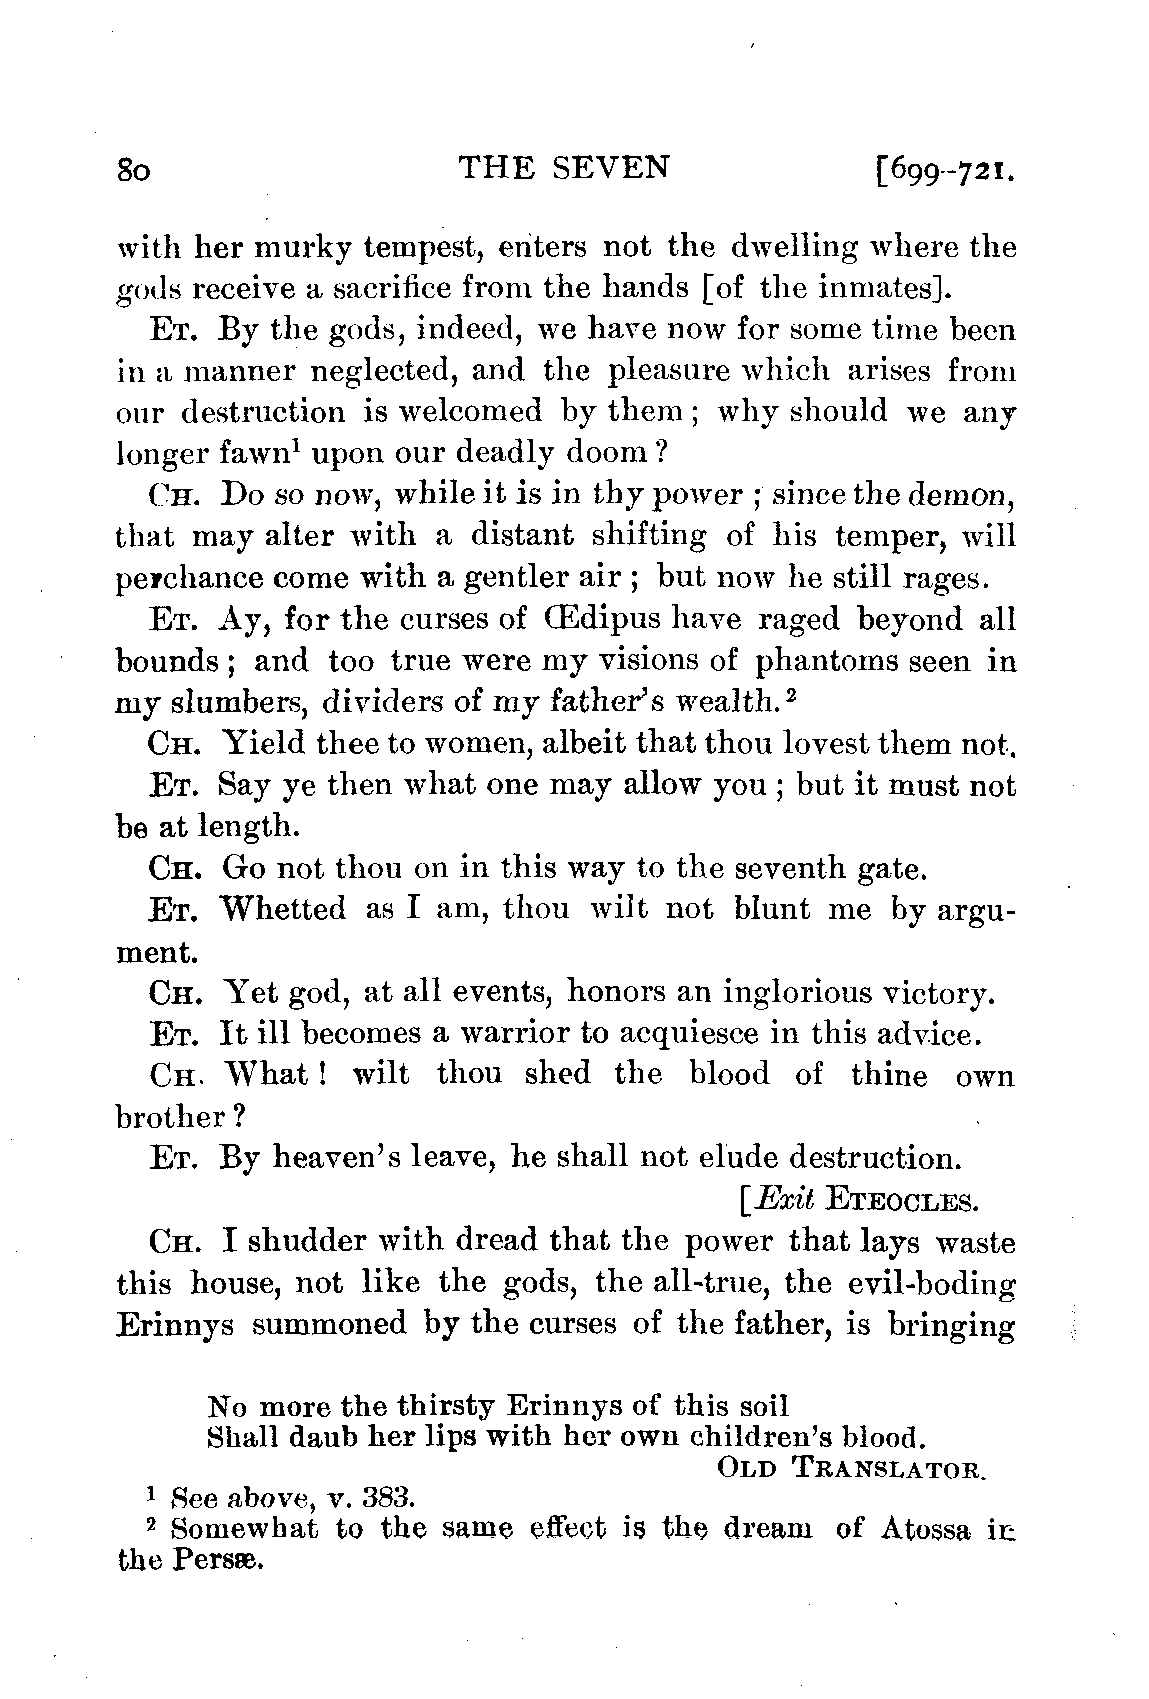 80 THE SEVEN [699--721.
with her murky tempest, enters not the dwelling where the
gods receive a sacrifice from the hands [of the inmates].
ET. By the gods, indeed, we have now for some time been
in a manner neglected, and the pleasure which arises from
our destruction is welcomed by them; why should we any
longer fawn¹ upon our deadly doom?
CH. Do so now, while it is in thy power; since the demon,
that may alter with a distant shifting of his temper, will
perchance come with a gentler air; but now he still rages.
ET. Ay, for the curses of Œdipus have raged beyond all
bounds; and too true were my visions of phantoms seen in
my slumbers, dividers of my father's wealth.²
CH. Yield thee to women, albeit that thou lovest them not.
ET. Say ye then what one may allow you; but it must not
be at length.
CH. Go not thou on in this way to the seventh gate.
ET. Whetted as I am, thou wilt not blunt me by argu-
ment.
CH. Yet god, at all events, honors an inglorious victory.
ET. It ill becomes a warrior to acquiesce in this advice.
CH. What! wilt thou shed the blood of thine own
brother?
ET. By heaven's leave, he shall not elude destruction.
[Exit ETEOCLES.
CH. I shudder with dread that the power that lays waste
this house, not like the gods, the all-true, the evil-boding
Erinnys summoned by the curses of the father, is bringing
No more the thirsty Erinnys of this soil
Shall daub her lips with her own children's blood.
OLD TRANSLATOR.
¹ See above, v. 383.
² Somewhat to the same effect is the dream of Atossa in
the Persæ.